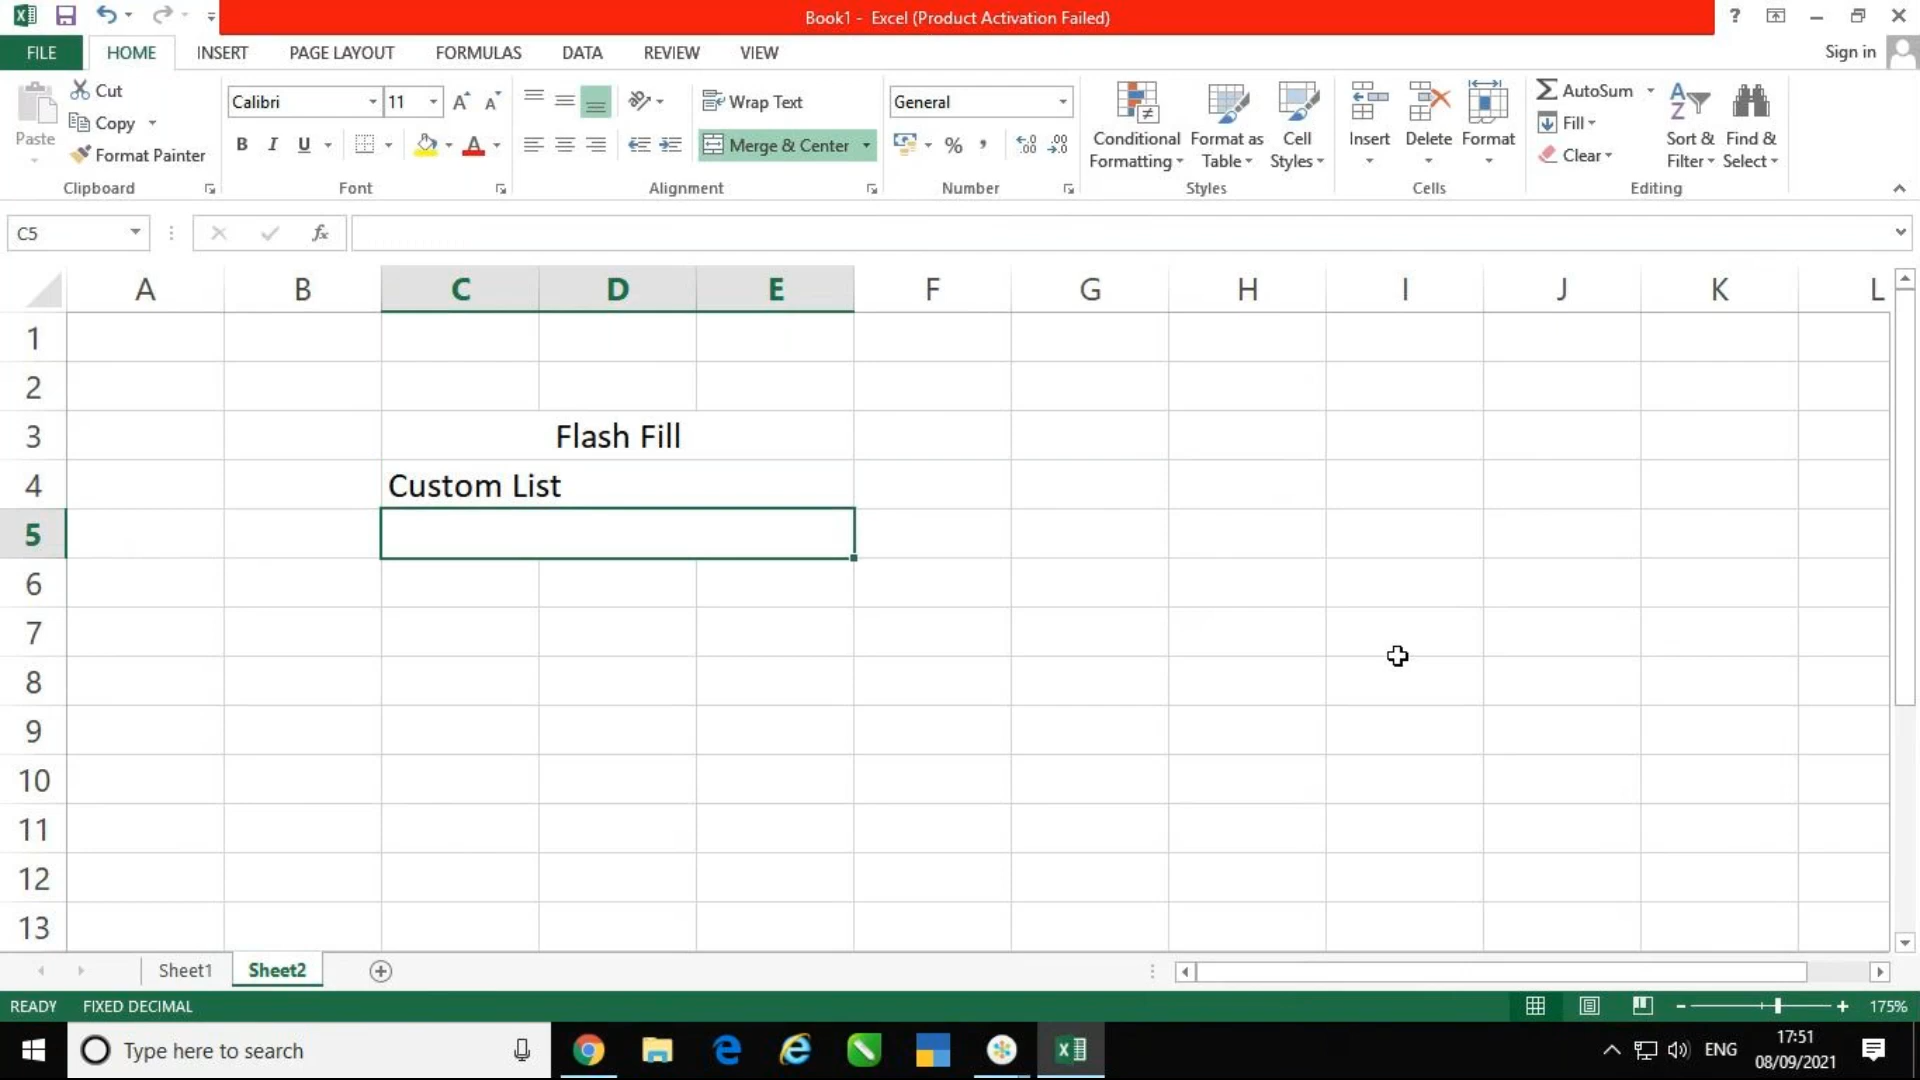 Book1 - Excel (Product Activation Failed)
?
FILE HOME INSERT PAGE LAYOUT FORMULAS DATA REVIEW VIEW
Sign in
Paste
Cut
Copy
Format Painter
Clipboard
Calibri 11
B I U
Font
Wrap Text
Merge & Center
Alignment
General
% ,
Number
Conditional Formatting
Format as Table
Cell Styles
Styles
Insert
Delete
Format
Cells
AutoSum
Fill
Clear
Sort & Filter
Find & Select
Editing
C5
fx
A B C D E F G H I J K L
1
2
3 Flash Fill
4 Custom List
5
6
7
8
9
10
11
12
13
Sheet1 Sheet2
READY FIXED DECIMAL
175%
Type here to search
ENG
17:51
08/09/2021